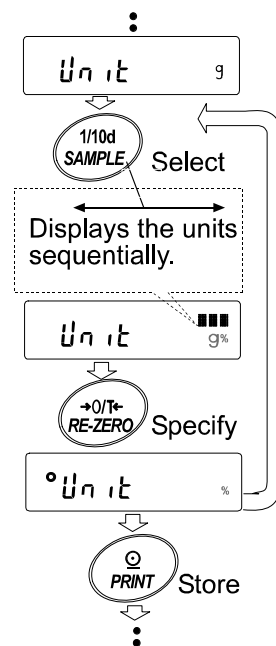 Unit g
1/10d
SAMPLE Select
Displays the units
sequentially.
Unit g%
→0/T←
RE-ZERO Specify
°Unit %
PRINT Store